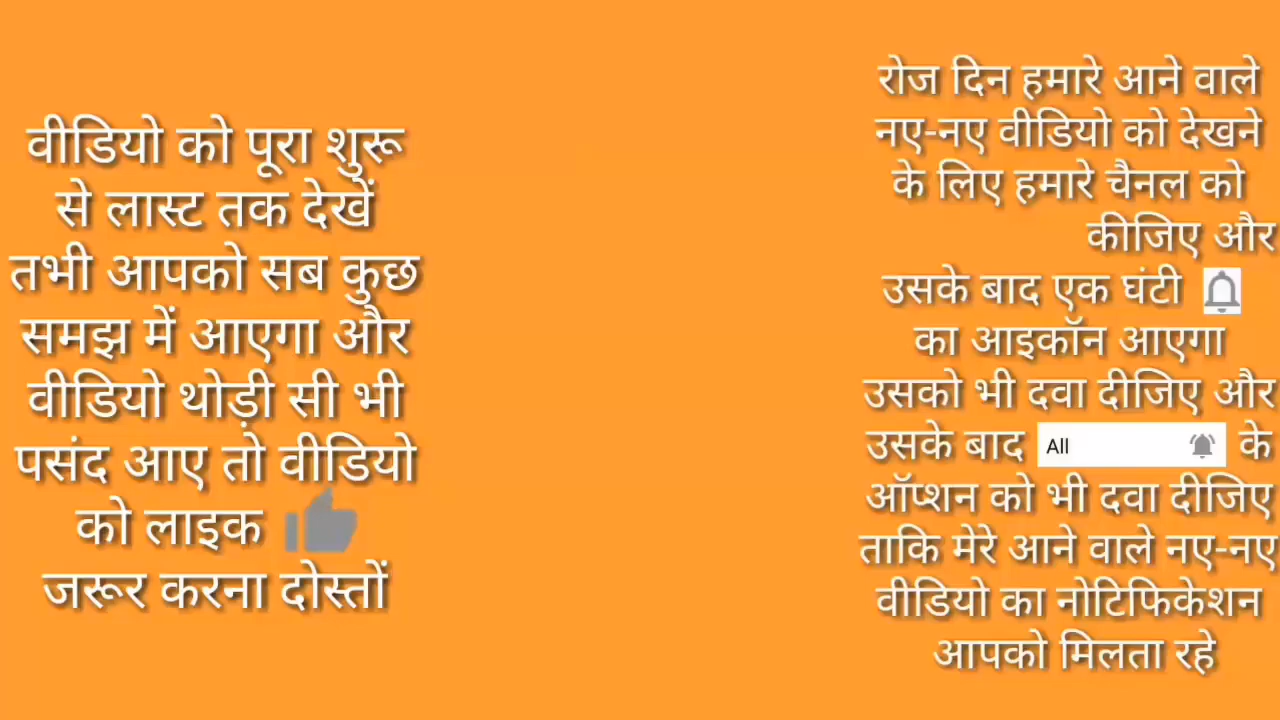 वीडियो को पूरा शुरू
से लास्ट तक देखें
तभी आपको सब कुछ
समझ में आएगा और
वीडियो थोड़ी सी भी
पसंद आए तो वीडियो
को लाइक
जरूर करना दोस्तों
रोज दिन हमारे आने वाले
नए-नए वीडियो को देखने
के लिए हमारे चैनल को
कीजिए और
उसके बाद एक घंटी
का आइकॉन आएगा
उसको भी दवा दीजिए और
उसके बाद All के
ऑप्शन को भी दवा दीजिए
ताकि मेरे आने वाले नए-नए
वीडियो का नोटिफिकेशन
आपको मिलता रहे